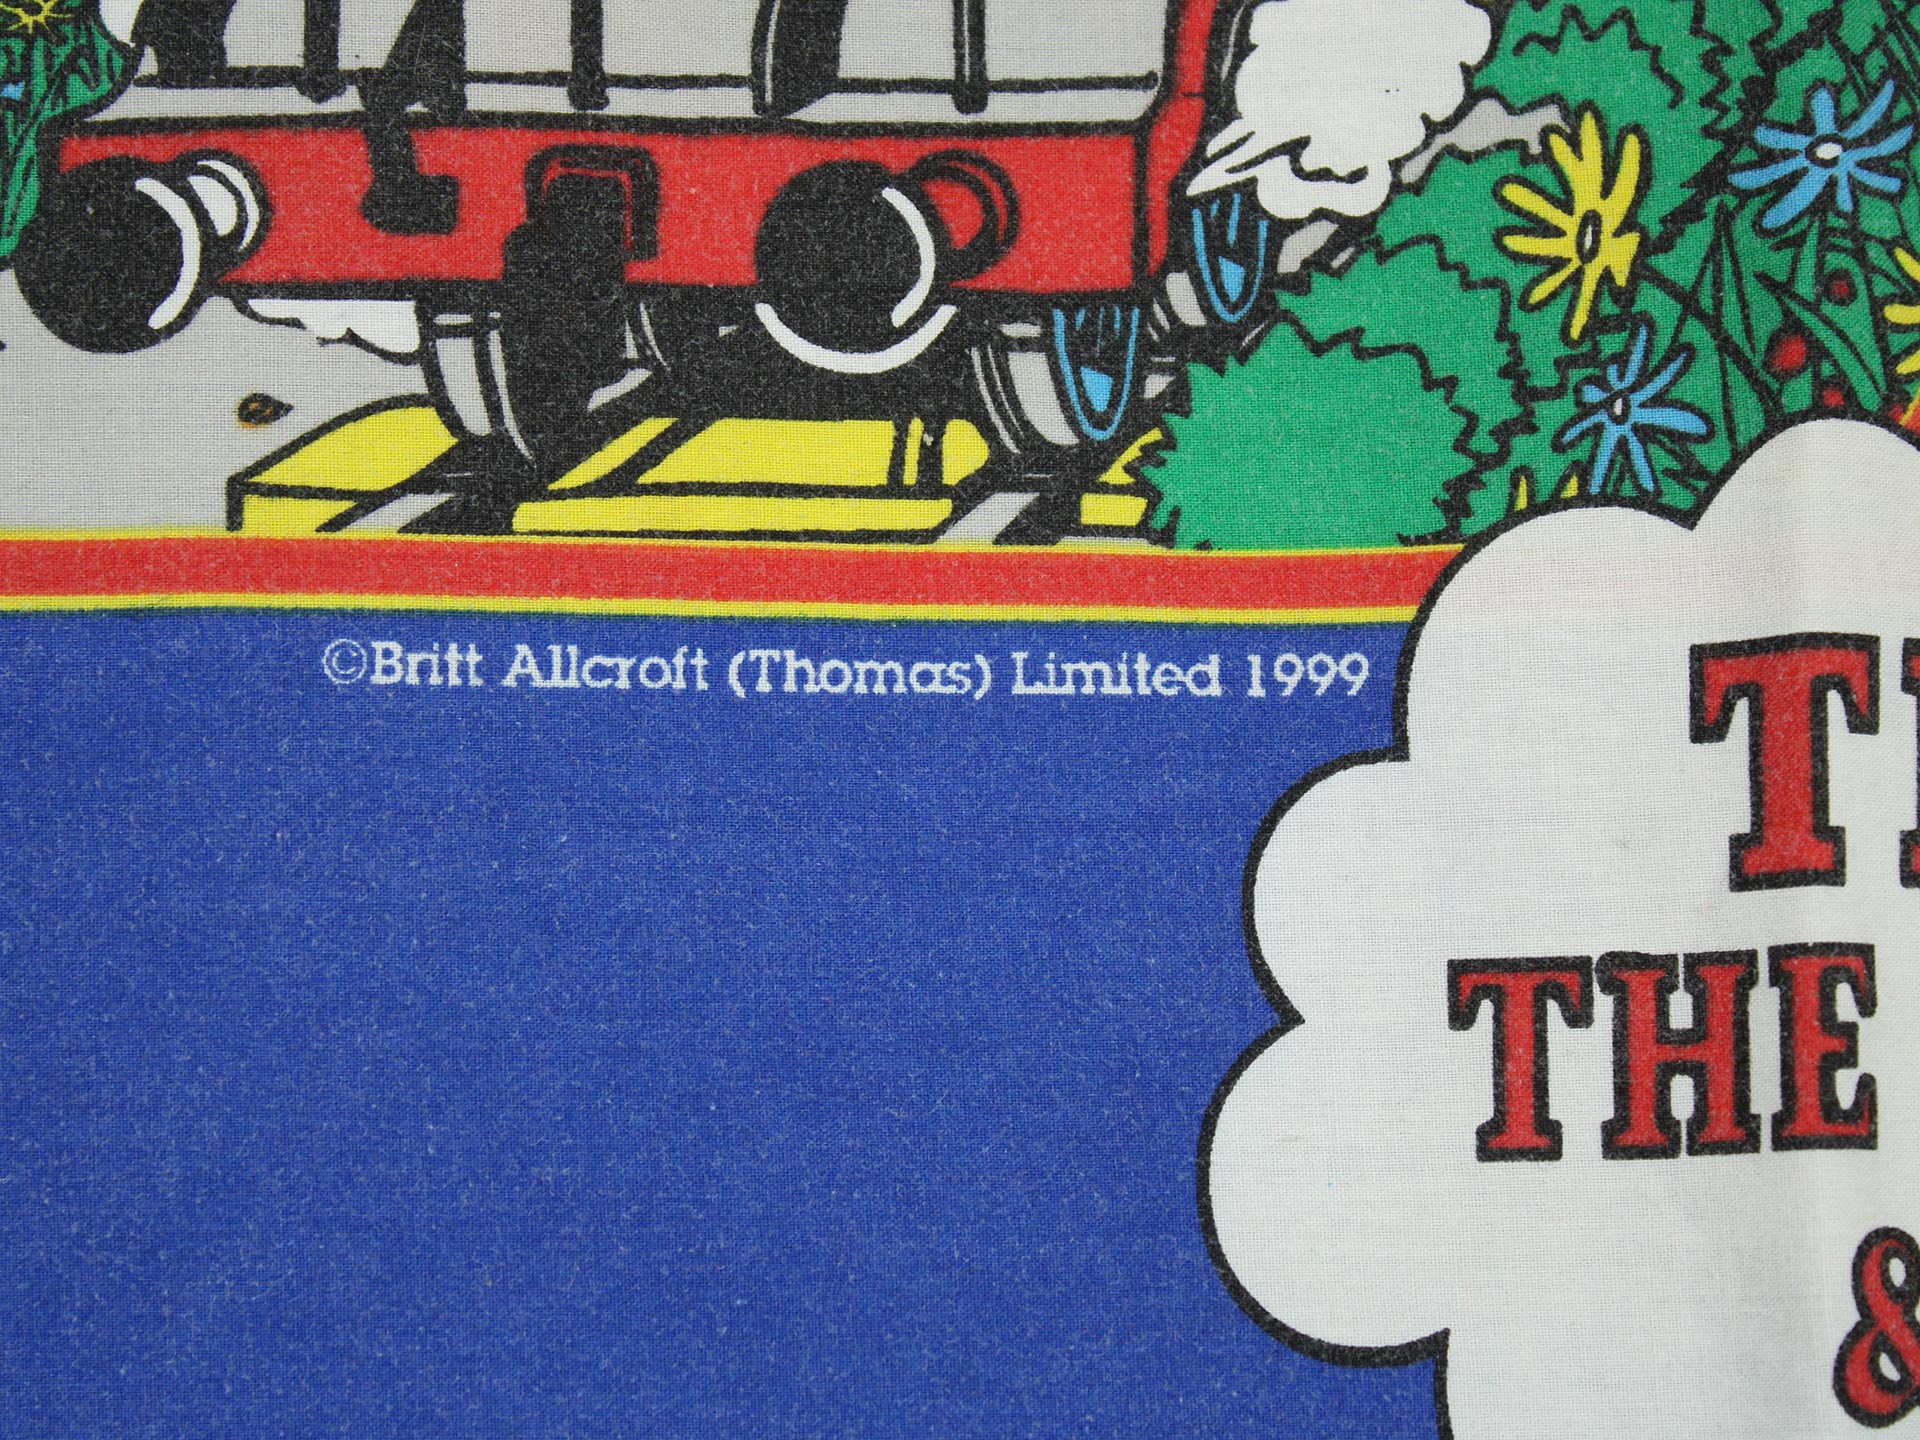 ©Britt Allcroft (Thomas) Limited 1999
T
THE
&